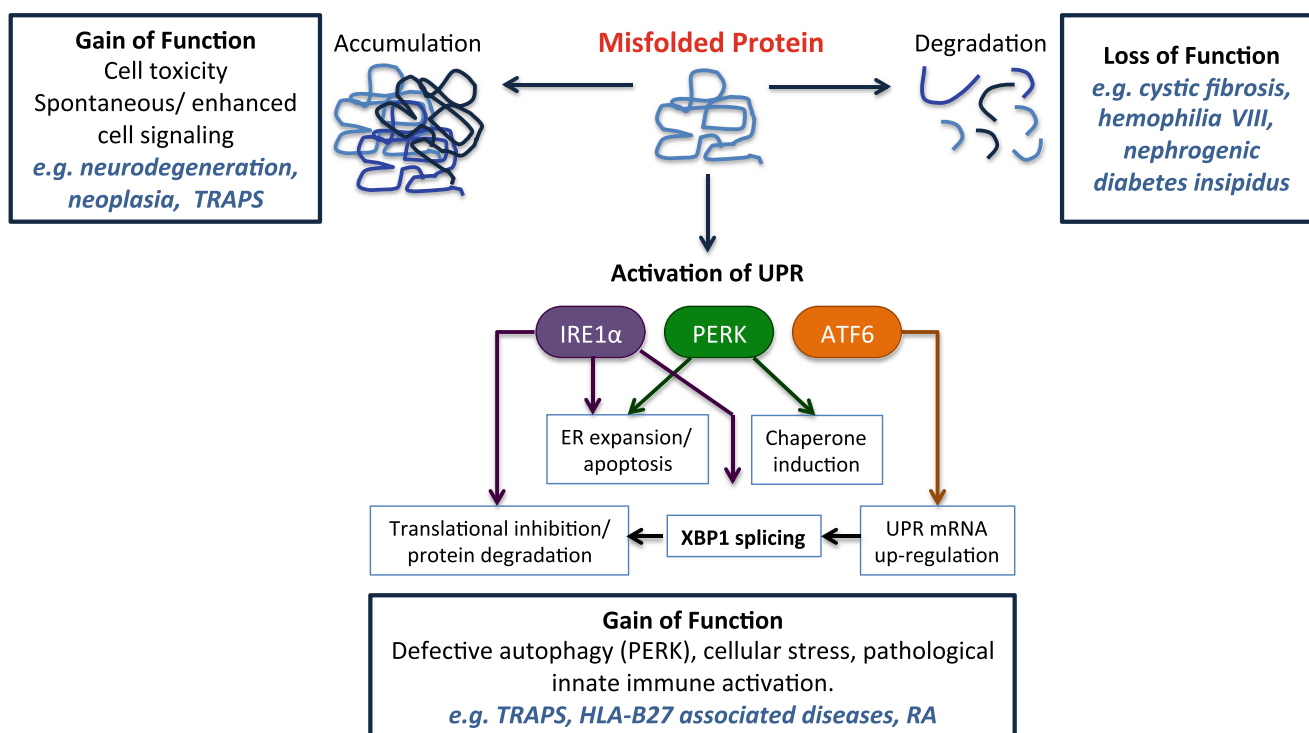 Gain of Function
Cell toxicity
Spontaneous/ enhanced
cell signaling
e.g. neurodegeneration,
neoplasia, TRAPS
Accumulation
Misfolded Protein
Degradation
Loss of Function
e.g. cystic fibrosis,
hemophilia VIII,
nephrogenic
diabetes insipidus
Activation of UPR
IRE1α
PERK
ATF6
ER expansion/
apoptosis
Chaperone
induction
Translational inhibition/
protein degradation
XBP1 splicing
UPR mRNA
up-regulation
Gain of Function
Defective autophagy (PERK), cellular stress, pathological
innate immune activation.
e.g. TRAPS, HLA-B27 associated diseases, RA